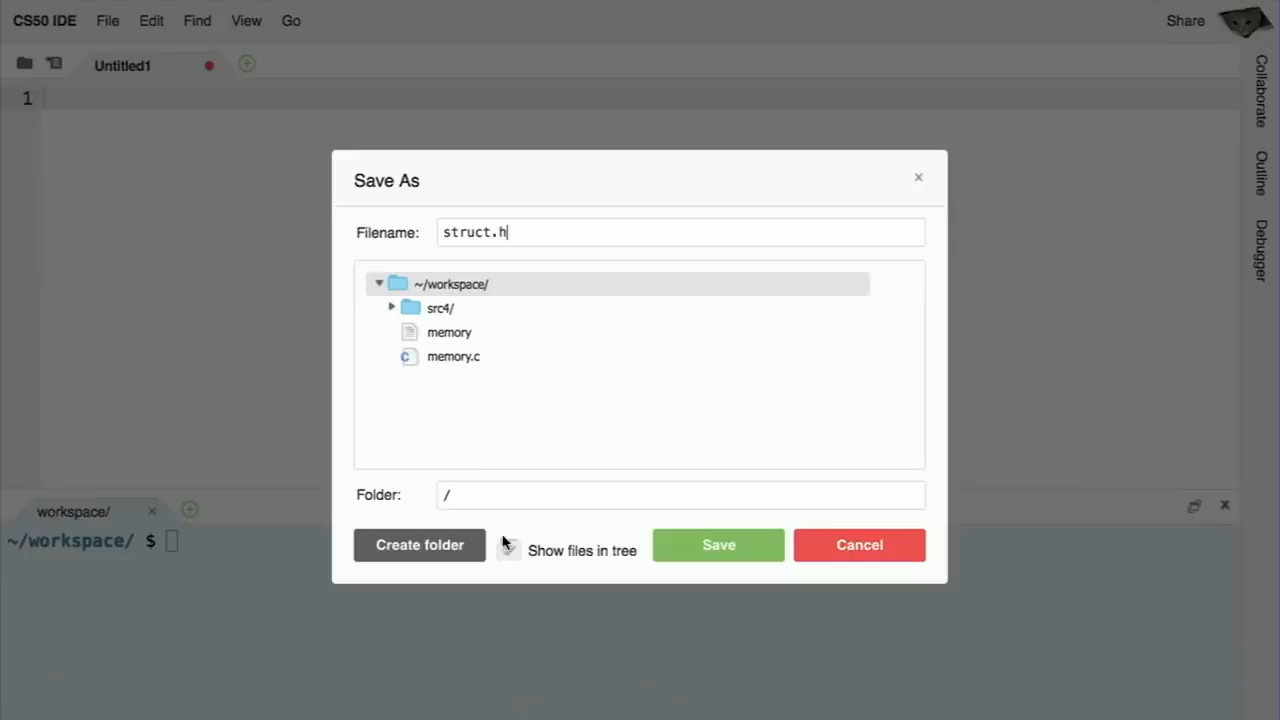 CS50 IDE File Edit Find View Go Share
Untitled1
1
Collaborate
Outline
Debugger
Save As ×
Filename: struct.h
~/workspace/
src4/
memory
memory.c
Folder: /
Create folder Show files in tree Save Cancel
workspace/
~/workspace/ $